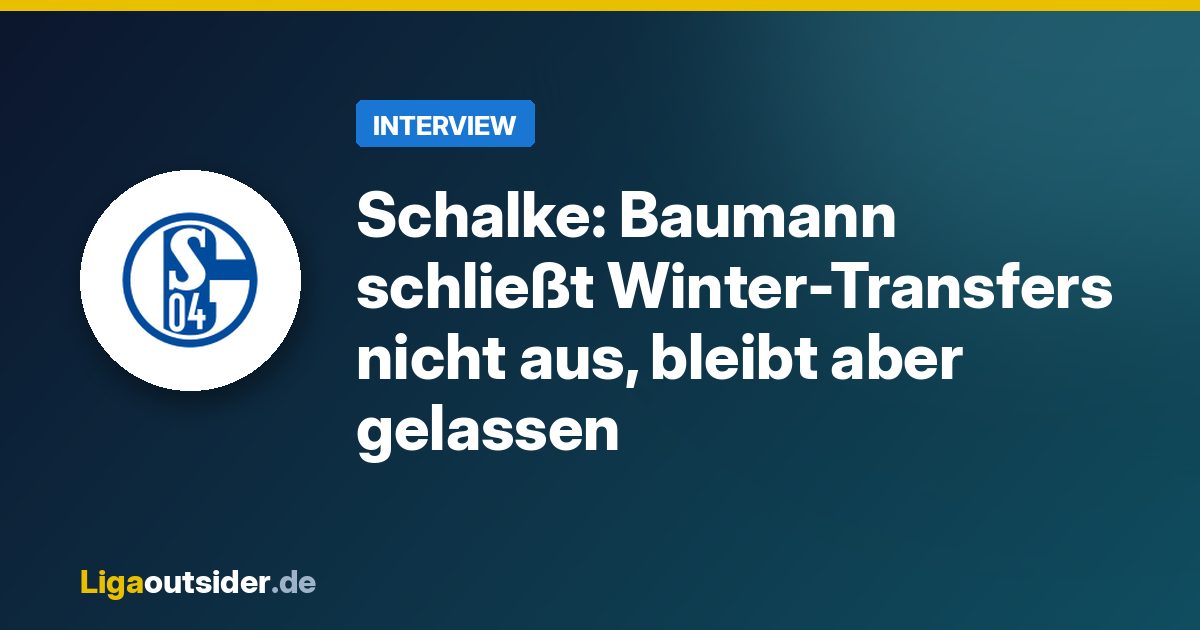 INTERVIEW
Schalke: Baumann
schließt Winter-Transfers
nicht aus, bleibt aber
gelassen
S
04
Ligaoutsider.de